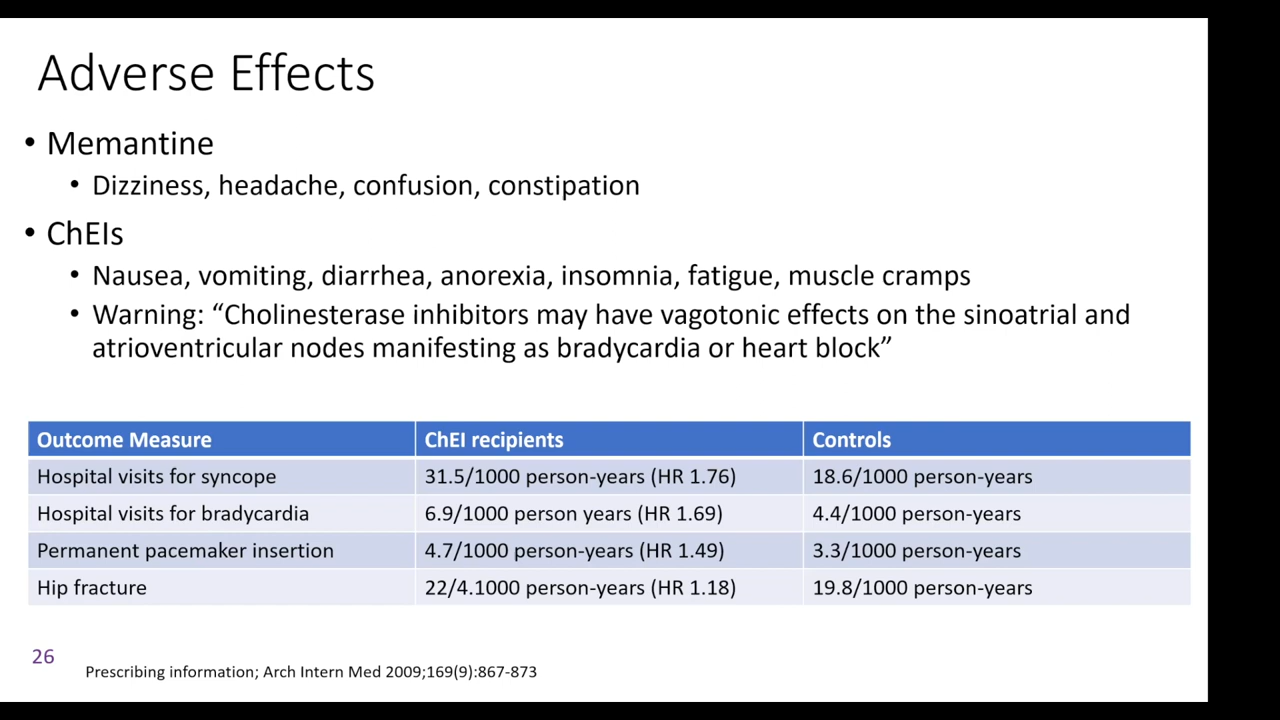 Adverse Effects
• Memantine
• Dizziness, headache, confusion, constipation
• ChEIs
• Nausea, vomiting, diarrhea, anorexia, insomnia, fatigue, muscle cramps
• Warning: “Cholinesterase inhibitors may have vagotonic effects on the sinoatrial and
atrioventricular nodes manifesting as bradycardia or heart block”
Outcome Measure ChEI recipients Controls
Hospital visits for syncope 31.5/1000 person-years (HR 1.76) 18.6/1000 person-years
Hospital visits for bradycardia 6.9/1000 person years (HR 1.69) 4.4/1000 person-years
Permanent pacemaker insertion 4.7/1000 person-years (HR 1.49) 3.3/1000 person-years
Hip fracture 22/4.1000 person-years (HR 1.18) 19.8/1000 person-years
26
Prescribing information; Arch Intern Med 2009;169(9):867-873